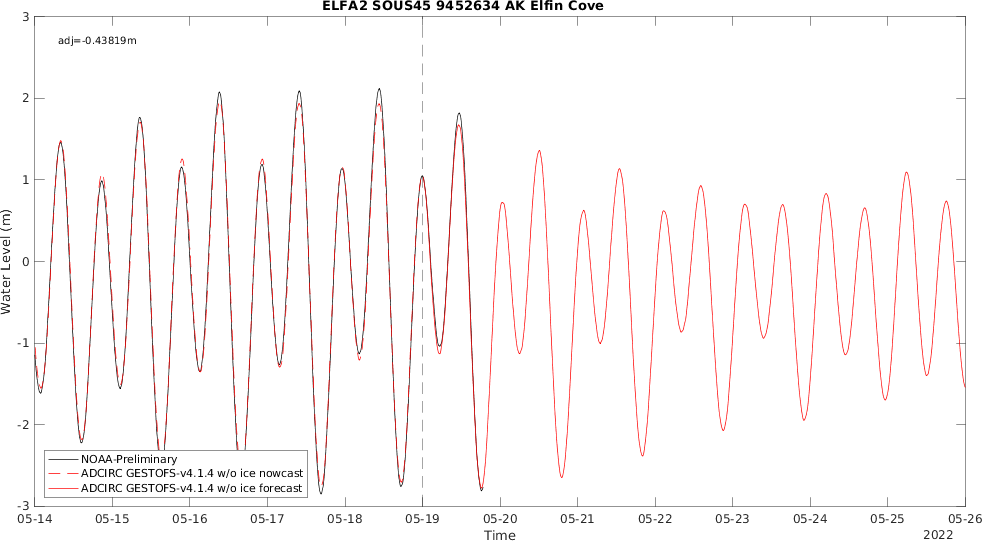 ELFA2 SOUS45 9452634 AK Elfin Cove
adj=-0.43819m
3
2
1
0
-1
-2
-3
Water Level (m)
NOAA-Preliminary
ADCIRC GESTOFS-v4.1.4 w/o ice nowcast
ADCIRC GESTOFS-v4.1.4 w/o ice forecast
05-14 05-15 05-16 05-17 05-18 05-19 05-20 05-21 05-22 05-23 05-24 05-25 05-26
Time
2022